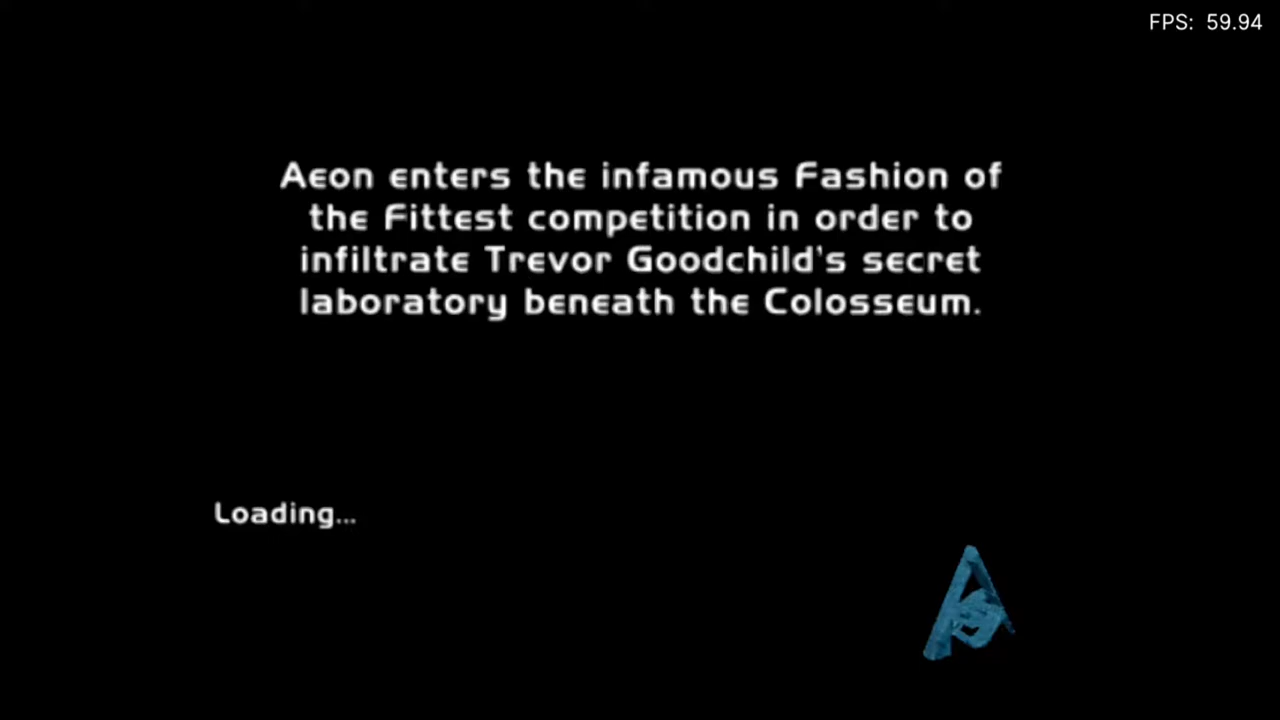 FPS: 59.94
Aeon enters the infamous Fashion of
the Fittest competition in order to
infiltrate Trevor Goodchild's secret
laboratory beneath the Colosseum.
Loading...